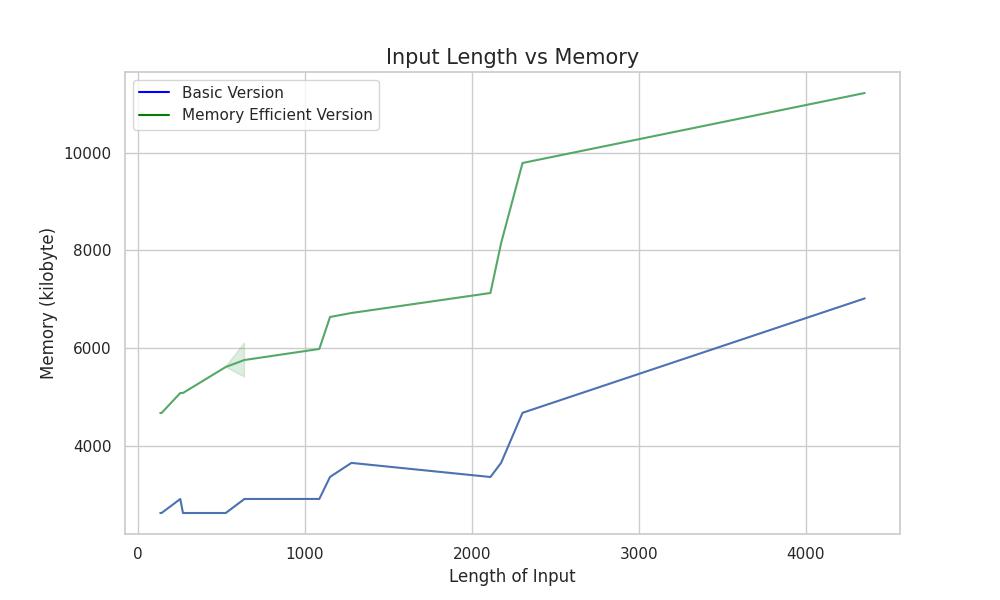 Input Length vs Memory
Basic Version
Memory Efficient Version
Memory (kilobyte)
10000
8000
6000
4000
0 1000 2000 3000 4000
Length of Input